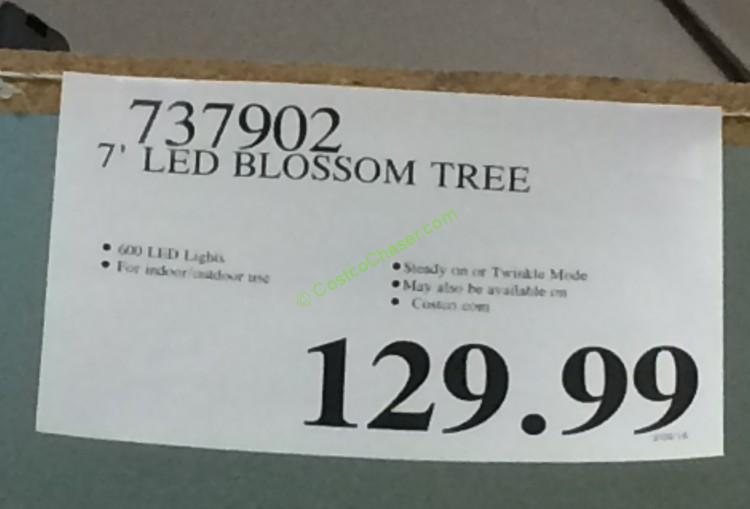 737902
7' LED BLOSSOM TREE
• 600 LED Lights
• For indoor/outdoor use
• Steady on or Twinkle Mode
• May also be available on
• Costco.com
© CostcoChaser.com
129.99